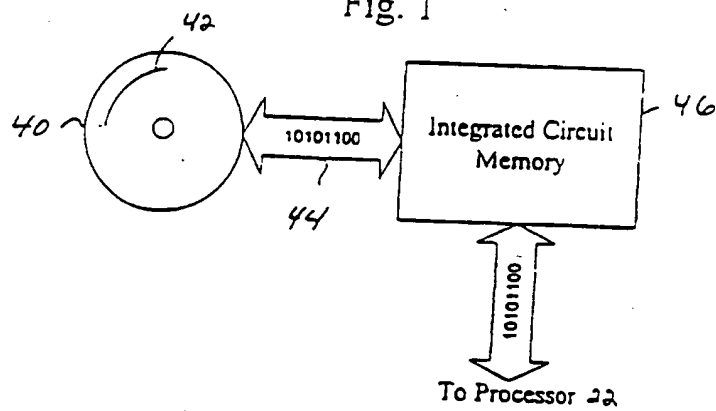 Fig. 1
42
40
10101100
44
Integrated Circuit
Memory
46
10101100
To Processor 22